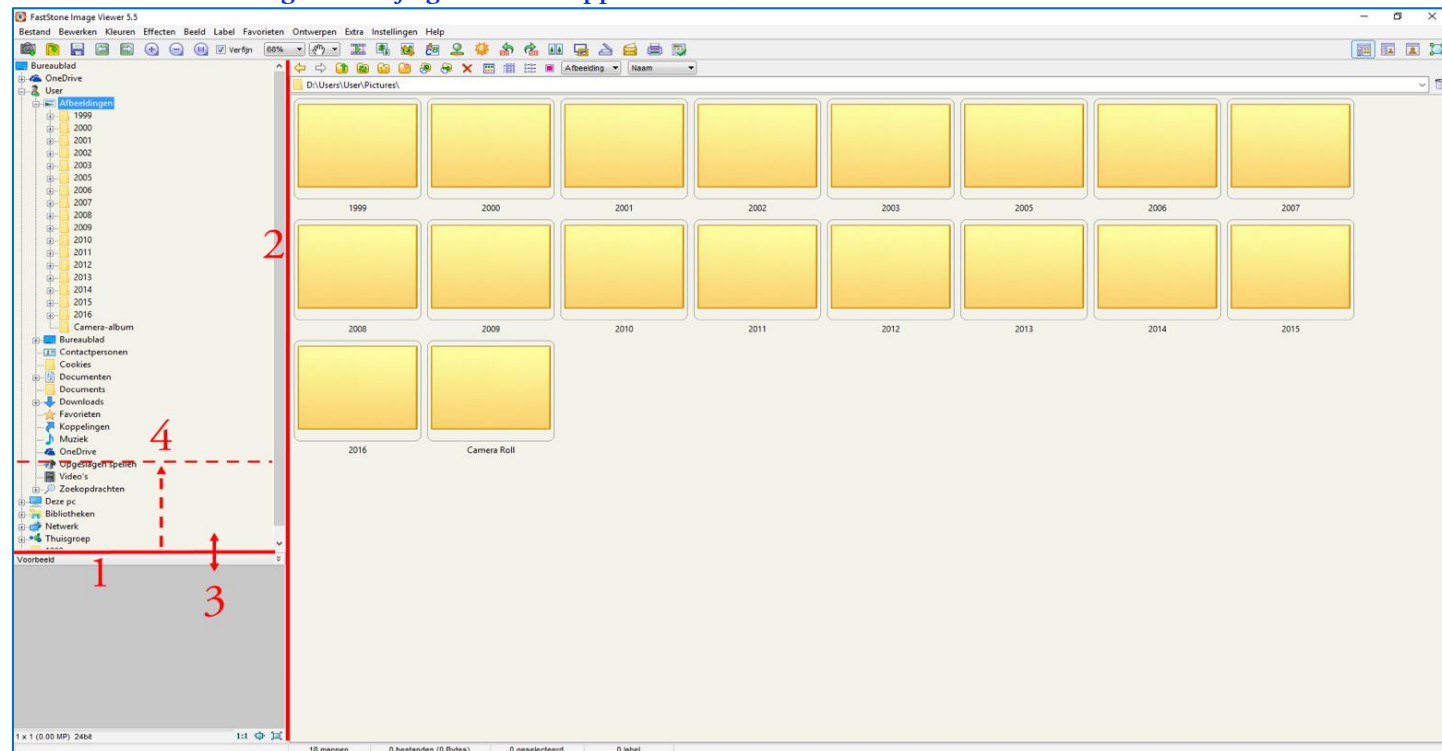 FastStone Image Viewer 5.5
Bestand Bewerken Kleuren Effecten Beeld Label Favorieten Ontwerpen Extra Instellingen Help
Verfijn 68%
Bureaublad
OneDrive
User
Afbeeldingen
1999
2000
2001
2002
2003
2005
2006
2007
2008
2009
2010
2011
2012
2013
2014
2015
2016
Camera-album
Bureaublad
Contactpersonen
Cookies
Documenten
Documents
Downloads
Favorieten
Koppelingen
Muziek
OneDrive
Opgeslagen spellen
Video's
Zoekopdrachten
Deze pc
Bibliotheken
Netwerk
Thuisgroep
4
1
3
Voorbeeld
1 x 1 (0.00 MP) 24bit 1:1
2
Afbeelding Naam
D:\Users\User\Pictures\
1999 2000 2001 2002 2003 2005 2006 2007
2008 2009 2010 2011 2012 2013 2014 2015
2016 Camera Roll
18 mappen 0 bestanden (0 Bytes) 0 geselecteerd 0 label